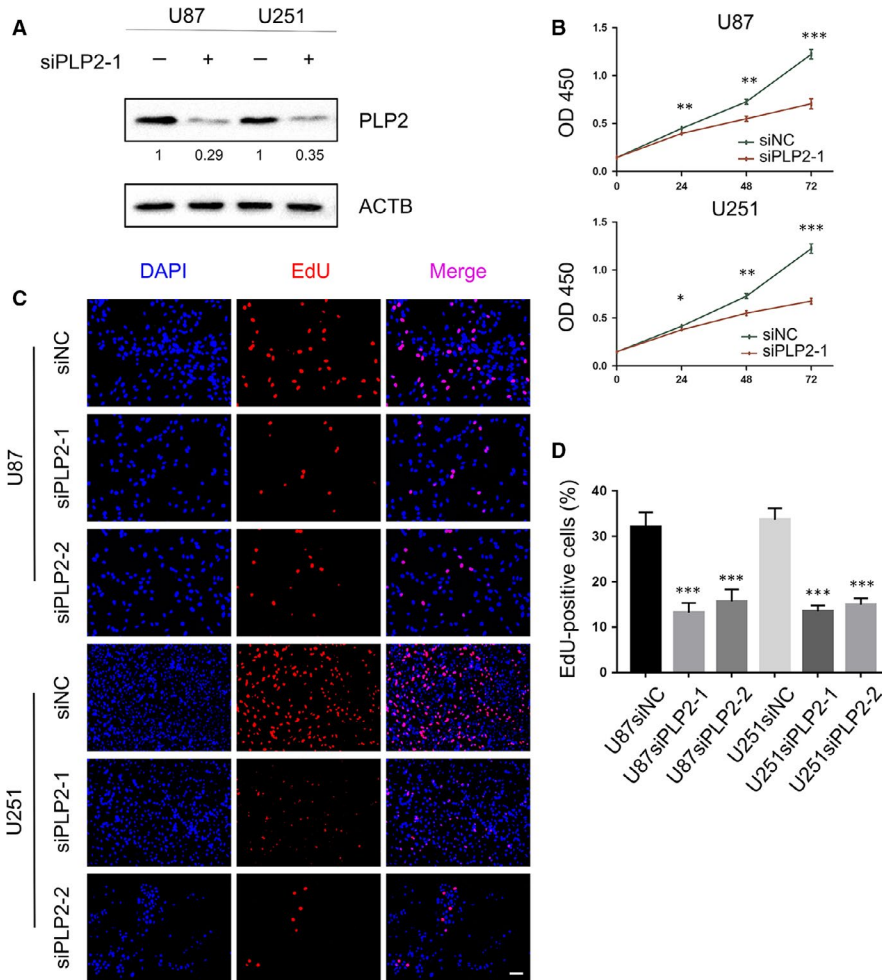 A
U87 U251
siPLP2-1 – + – +
PLP2
1 0.29 1 0.35
ACTB
B
U87
OD 450
1.5
1.0
0.5
0.0
** ** ***
siNC
siPLP2-1
0 24 48 72
U251
OD 450
1.5
1.0
0.5
0.0
* ** ***
siNC
siPLP2-1
0 24 48 72
C
DAPI EdU Merge
U87
siNC
siPLP2-1
siPLP2-2
U251
siNC
siPLP2-1
siPLP2-2
D
EdU-positive cells (%)
40
30
20
10
0
*** *** *** ***
U87siNC
U87siPLP2-1
U87siPLP2-2
U251siNC
U251siPLP2-1
U251siPLP2-2